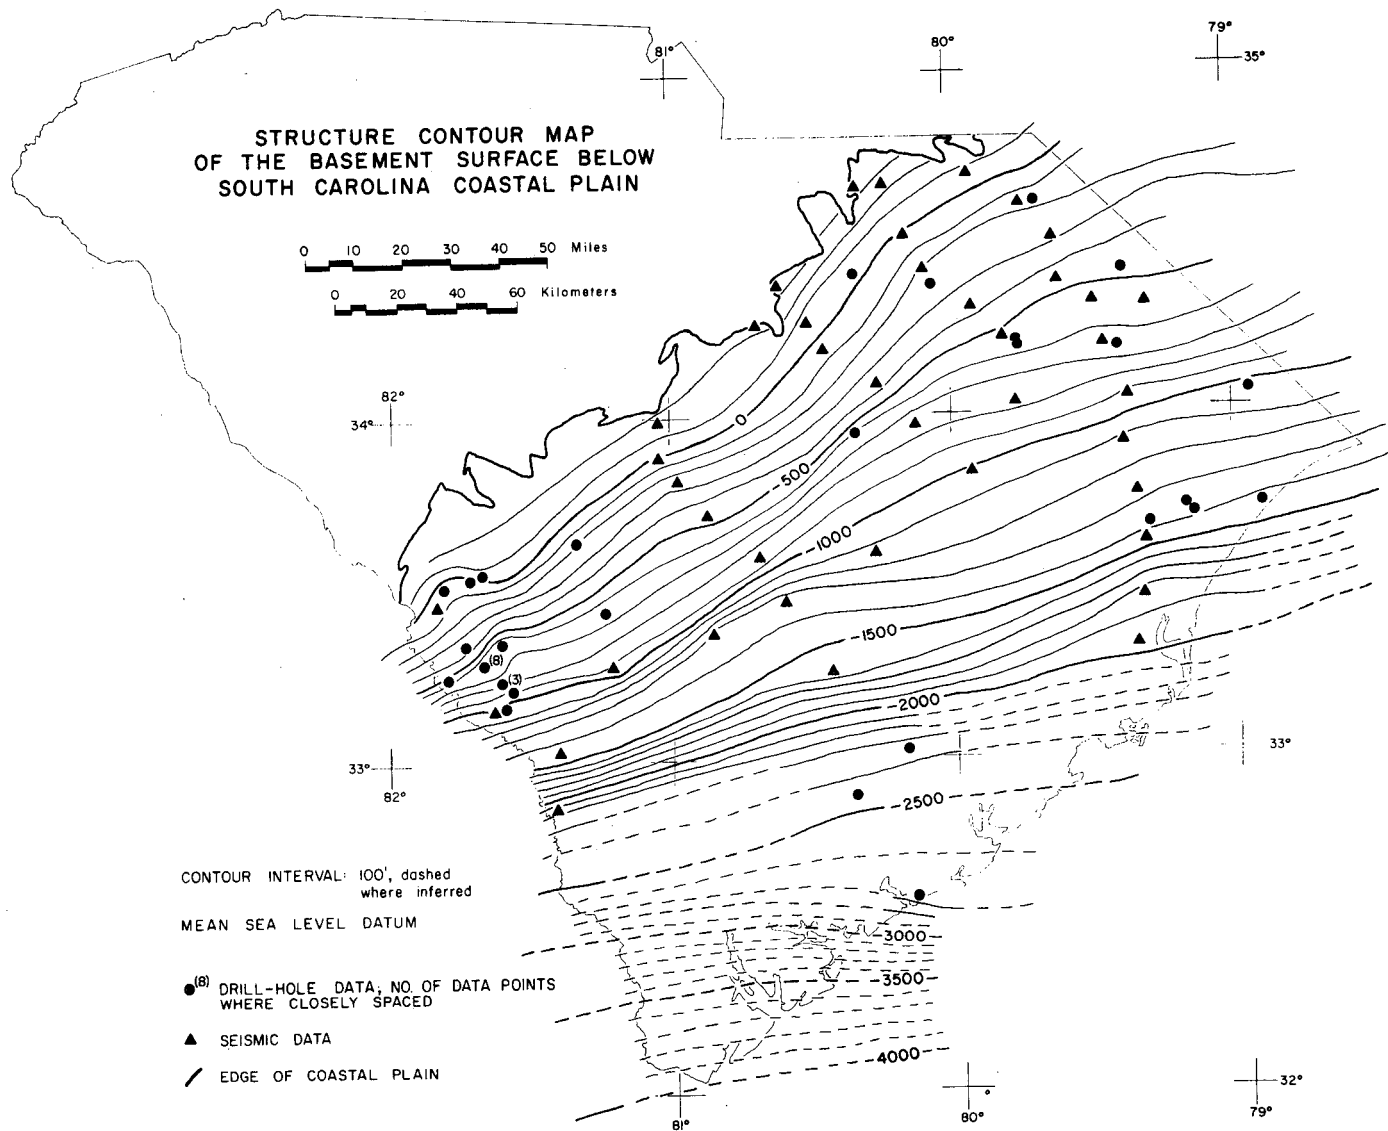 79°
80°
81°
35°
STRUCTURE CONTOUR MAP
OF THE BASEMENT SURFACE BELOW
SOUTH CAROLINA COASTAL PLAIN
0 10 20 30 40 50 Miles
0 20 40 60 Kilometers
82°
34°
0
-500
-1000
-1500
(8)
(3)
-2000
33°
33°
82°
-2500
CONTOUR INTERVAL: 100', dashed
where inferred
MEAN SEA LEVEL DATUM
-3000
-3500
(8) DRILL-HOLE DATA; NO. OF DATA POINTS
WHERE CLOSELY SPACED
SEISMIC DATA
-4000
EDGE OF COASTAL PLAIN
32°
81°
80°
79°